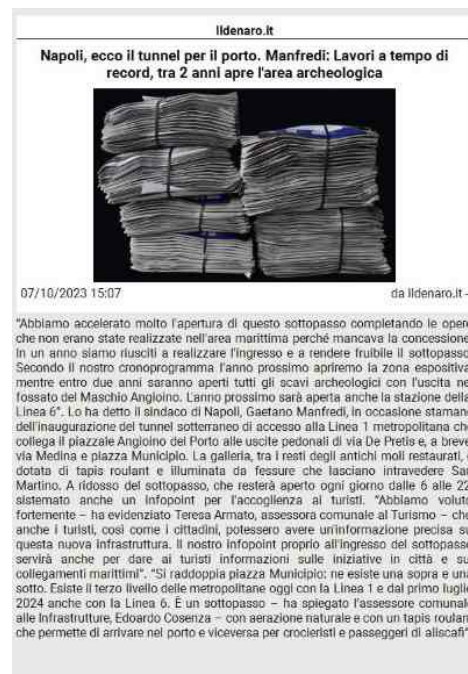 Ildenaro.it
Napoli, ecco il tunnel per il porto. Manfredi: Lavori a tempo di
record, tra 2 anni apre l'area archeologica
07/10/2023 15:07
da Ildenaro.it -
"Abbiamo accelerato molto l'apertura di questo sottopasso completando le oper
che non erano state realizzate nell'area marittima perché mancava la concessione
In un anno siamo riusciti a realizzare l'ingresso e a rendere fruibile il sottopasso
Secondo il nostro cronoprogramma l'anno prossimo apriremo la zona espositiva
mentre entro due anni saranno aperti tutti gli scavi archeologici con l'uscita ne
fossato del Maschio Angioino. L'anno prossimo sarà aperta anche la stazione della
Linea 6". Lo ha detto il sindaco di Napoli, Gaetano Manfredi, in occasione staman
dell'inaugurazione del tunnel sotterraneo di accesso alla Linea 1 metropolitana che
collega il piazzale Angioino del Porto alle uscite pedonali di via De Pretis e, a breve
via Medina e piazza Municipio. La galleria, tra i resti degli antichi moli restaurati,
dotata di tapis roulant e illuminata da fessure che lasciano intravedere San
Martino. A ridosso del sottopasso, che resterà aperto ogni giorno dalle 6 alle 22
sistemato anche un infopoint per l'accoglienza ai turisti. "Abbiamo volut
fortemente – ha evidenziato Teresa Armato, assessora comunale al Turismo – che
anche i turisti, così come i cittadini, potessero avere un'informazione precisa su
questa nuova infrastruttura. Il nostro infopoint proprio all'ingresso del sottopasso
servirà anche per dare ai turisti informazioni sulle iniziative in città e su
collegamenti marittimi". "Si raddoppia piazza Municipio: ne esiste una sopra e una
sotto. Esiste il terzo livello delle metropolitane oggi con la Linea 1 e dal primo luglio
2024 anche con la Linea 6. È un sottopasso – ha spiegato l'assessore comunale
alle Infrastrutture, Edoardo Cosenza – con aerazione naturale e con un tapis roulant
che permette di arrivare nel porto e viceversa per crocieristi e passeggeri di aliscafi"